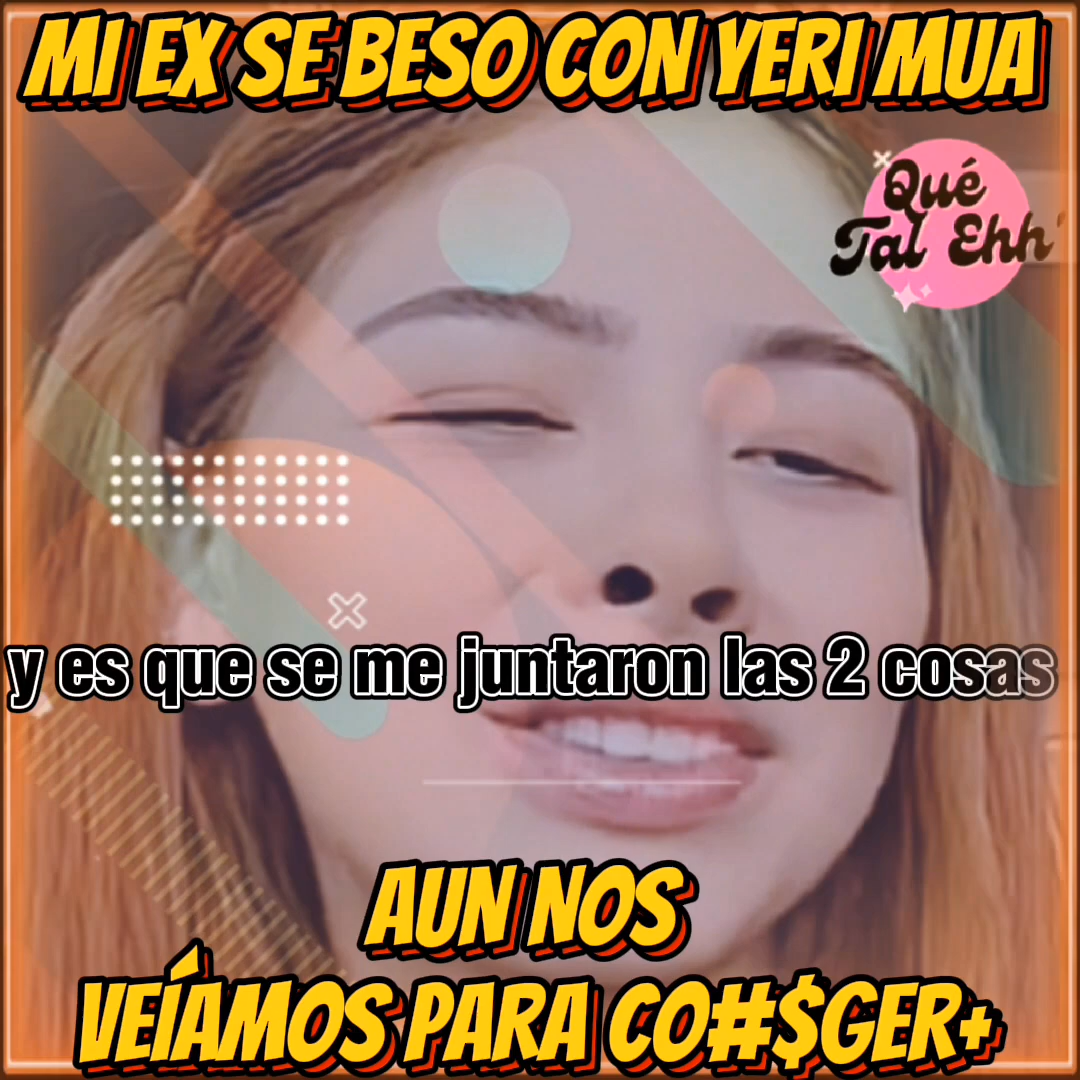 MI EX SE BESO CON YERI MUA
Qué
Tal Ehh'
y es que se me juntaron las 2 cosas
AUN NOS
VEÍAMOS PARA CO#$GER+